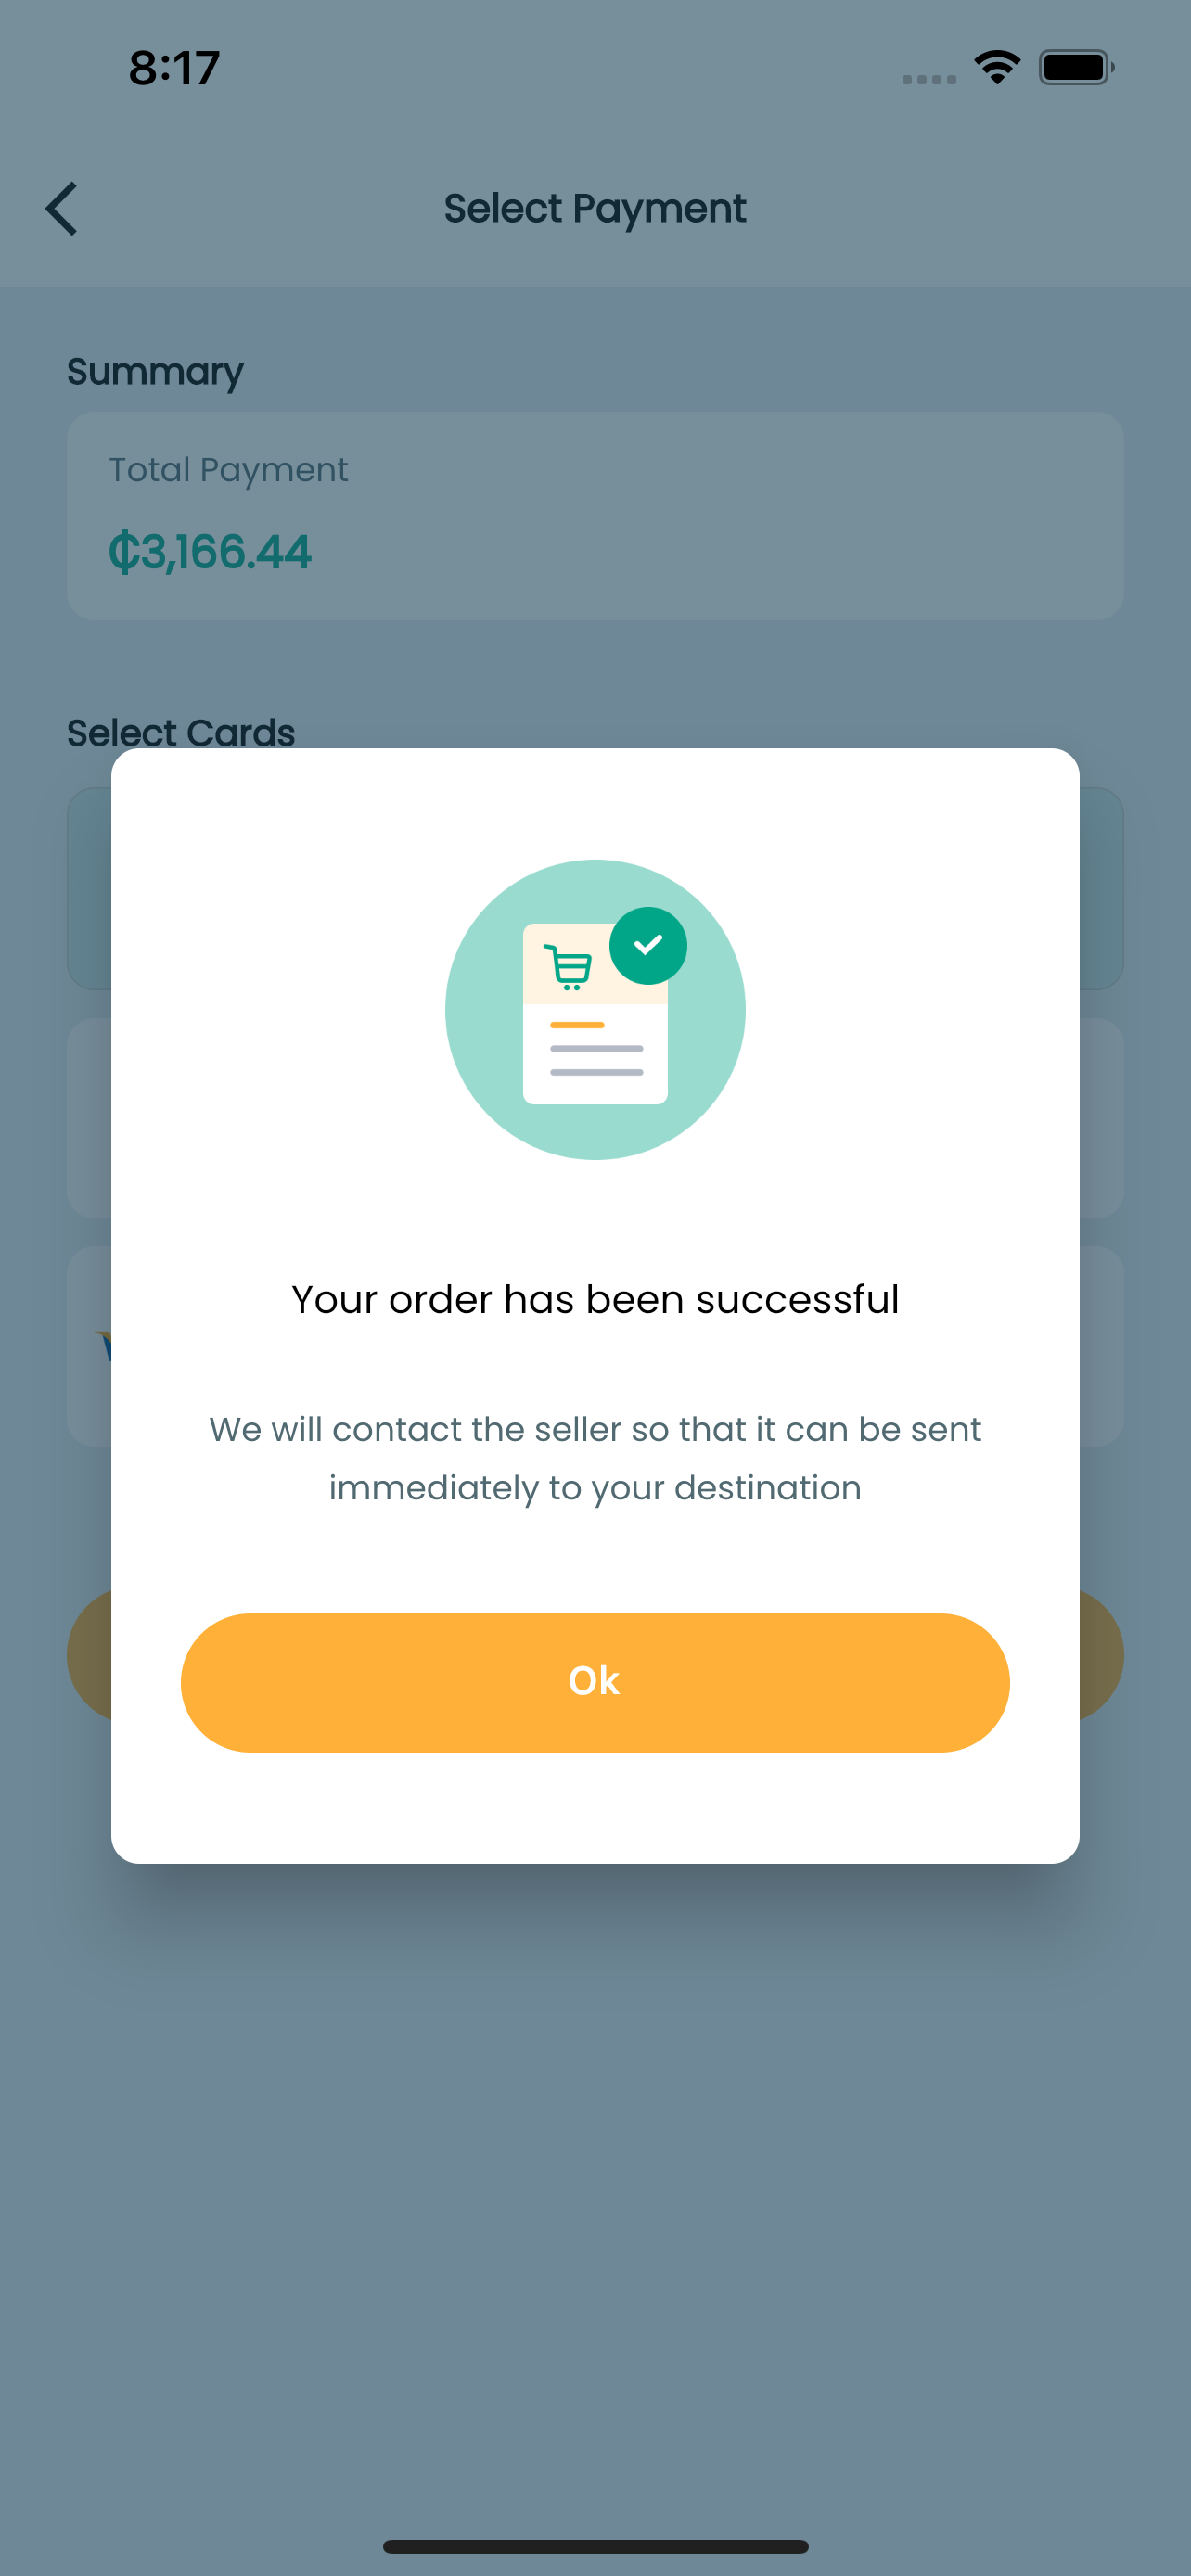 8:17
Select Payment
Summary
Total Payment
₵3,166.44
Select Cards
Your order has been successful
We will contact the seller so that it can be sent
immediately to your destination
Ok